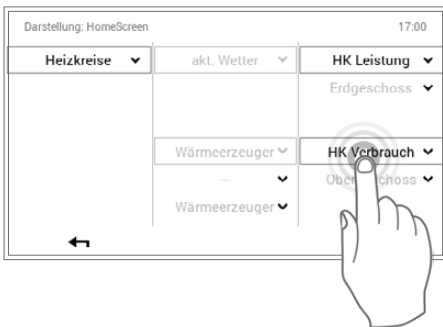 Darstellung: HomeScreen 17:00
Heizkreise akt. Wetter HK Leistung
Erdgeschoss
Wärmeerzeuger HK Verbrauch
Wärmeerzeuger